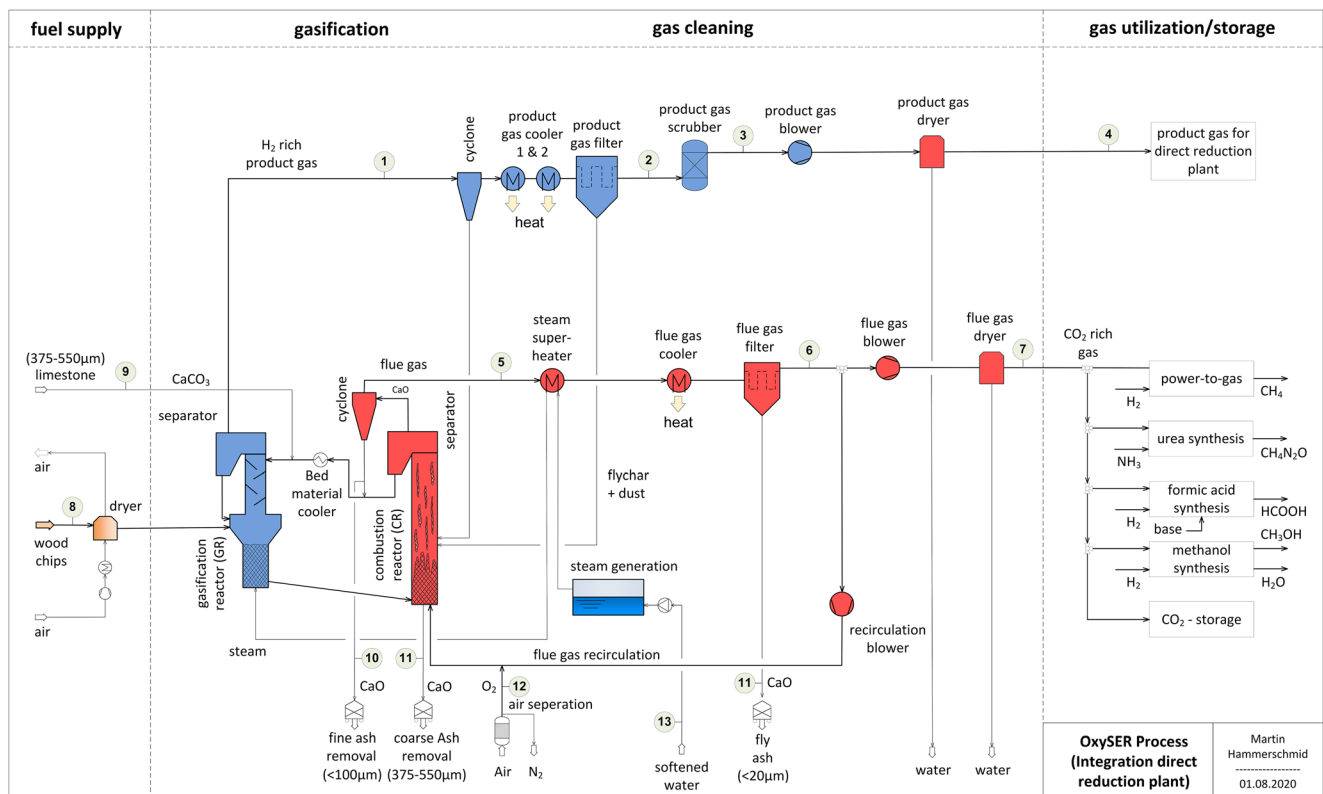 fuel supply
gasification
gas cleaning
gas utilization/storage
H₂ rich
product gas
1
cyclone
product
gas cooler
1 & 2
heat
product
gas filter
2
product gas
scrubber
3
product gas
blower
product gas
dryer
4
product gas for
direct reduction
plant
(375-550µm)
limestone
9
CaCO₃
separator
flue gas
5
cyclone
CaO
separator
steam
super-
heater
flue gas
cooler
heat
flue gas
filter
6
flue gas
blower
flue gas
dryer
7
CO₂ rich
gas
power-to-gas
H₂
CH₄
urea synthesis
NH₃
CH₄N₂O
formic acid
synthesis
H₂
base
HCOOH
methanol
synthesis
H₂
CH₃OH
H₂O
CO₂ - storage
air
8
dryer
wood
chips
air
Bed
material
cooler
gasification
reactor (GR)
combustion
reactor (CR)
flychar
+ dust
steam generation
steam
recirculation
blower
flue gas recirculation
10
CaO
fine ash
removal
(<100µm)
11
CaO
coarse Ash
removal
(375-550µm)
O₂
12
air seperation
Air
N₂
13
softened
water
11
CaO
fly
ash
(<20µm)
water
water
OxySER Process
(Integration direct
reduction plant)
Martin
Hammerschmid
--------------
01.08.2020